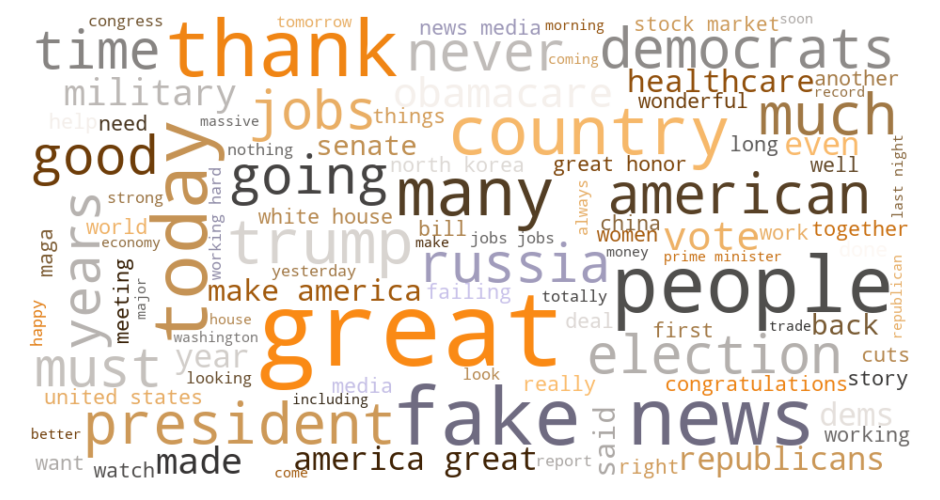 congress
tomorrow
news media
morning
stock market
soon
time
thank
never
coming
democrats
military
obamacare
healthcare
another
record
help
need
massive
jobs
things
country
wonderful
much
good
today
nothing
senate
north korea
great honor
long
even
well
last night
going
many
american
always
strong
years
working hard
white house
bill
china
women
vote
work
together
world
economy
trump
make
jobs jobs
russia
money
prime minister
done
maga
meeting
major
yesterday
make america
failing
totally
people
republican
happy
house
washington
great
deal
first
trade
back
must
year
looking
look
election
cuts
united states
media
including
really
congratulations
story
president
fake news
said
dems
better
working
want
watch
made
come
america great
report
right
republicans